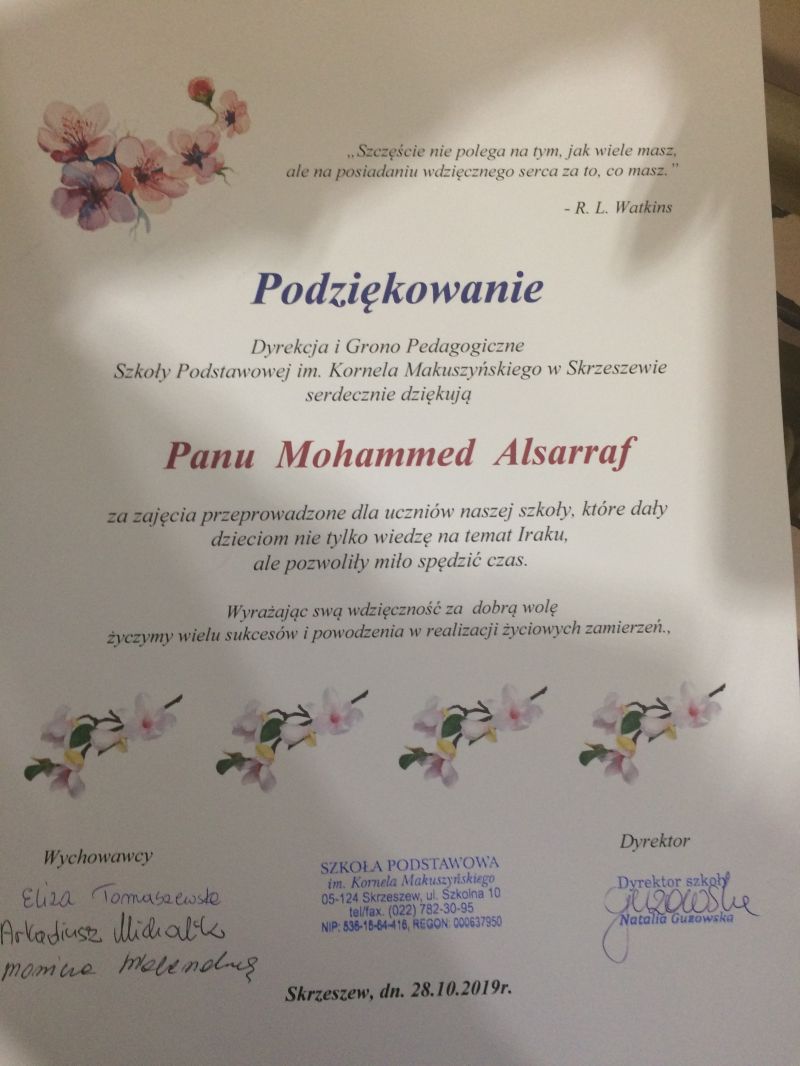 „Szczęście nie polega na tym, jak wiele masz,
ale na posiadaniu wdzięcznego serca za to, co masz.”
- R. L. Watkins
Podziękowanie
Dyrekcja i Grono Pedagogiczne
Szkoły Podstawowej im. Kornela Makuszyńskiego w Skrzeszewie
serdecznie dziękują
Panu Mohammed Alsarraf
za zajęcia przeprowadzone dla uczniów naszej szkoły, które dały
dzieciom nie tylko wiedzę na temat Iraku,
ale pozwoliły miło spędzić czas.
Wyrażając swą wdzięczność za dobrą wolę
życzymy wielu sukcesów i powodzenia w realizacji życiowych zamierzeń.,
Wychowawcy
Eliza Tomaszewska
Arkadiusz
SZKOŁA PODSTAWOWA
im. Kornela Makuszyńskiego
05-124 Skrzeszew, ul. Szkolna 10
tel/fax. (022) 782-30-95
NIP: 536-16-64-416, REGON: 000637950
Dyrektor
Dyrektor szkoły
Guzowska
Natalia Guzowska
Skrzeszew, dn. 28.10.2019r.